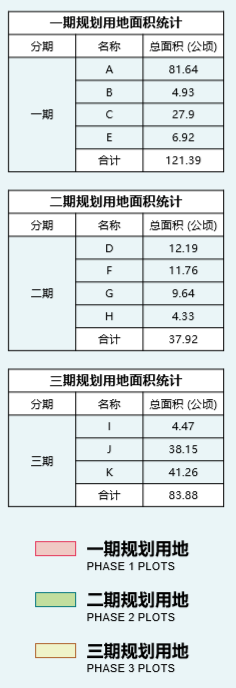 一期规划用地面积统计
分期 名称 总面积 (公顷)
一期
A 81.64
B 4.93
C 27.9
E 6.92
合计 121.39
二期规划用地面积统计
分期 名称 总面积 (公顷)
二期
D 12.19
F 11.76
G 9.64
H 4.33
合计 37.92
三期规划用地面积统计
分期 名称 总面积 (公顷)
三期
I 4.47
J 38.15
K 41.26
合计 83.88
一期规划用地
PHASE 1 PLOTS
二期规划用地
PHASE 2 PLOTS
三期规划用地
PHASE 3 PLOTS